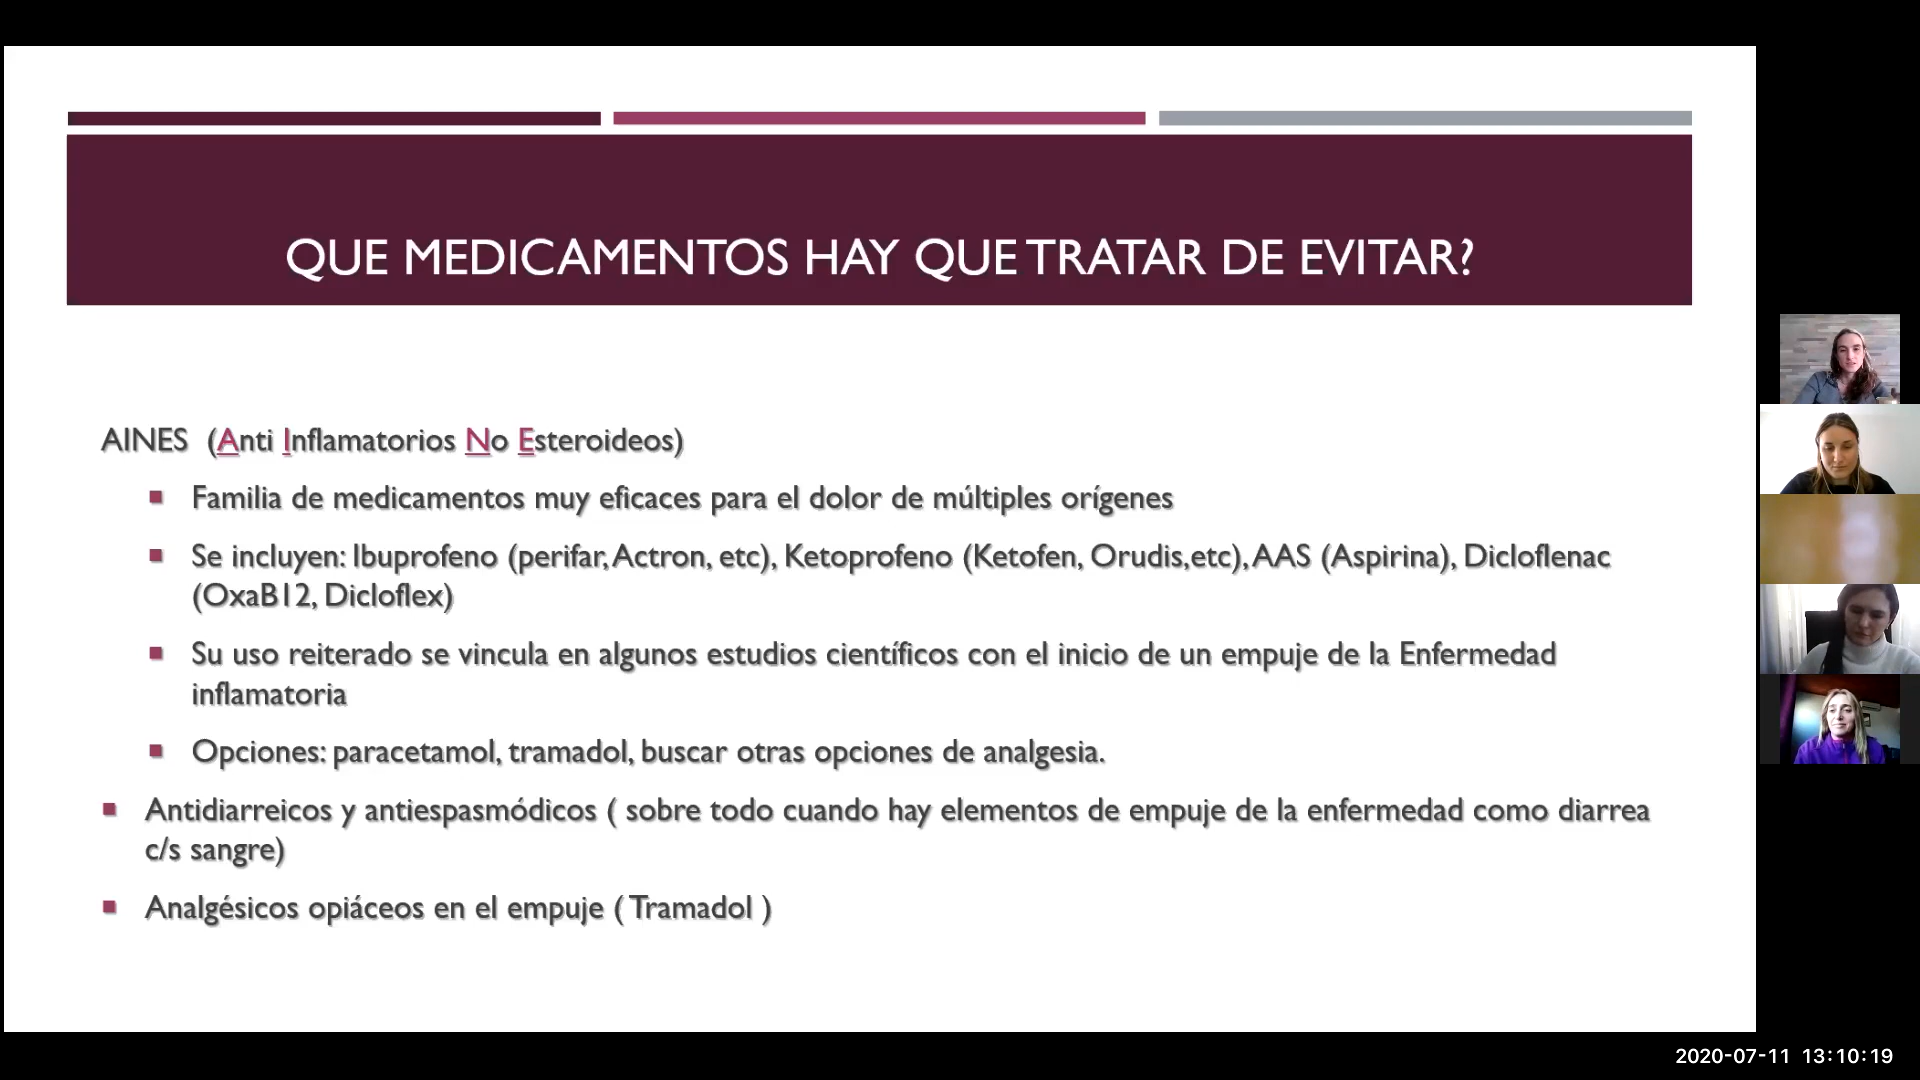 QUE MEDICAMENTOS HAY QUE TRATAR DE EVITAR?
AINES (Anti Inflamatorios No Esteroideos)
Familia de medicamentos muy eficaces para el dolor de múltiples orígenes
Se incluyen: Ibuprofeno (perifar, Actron, etc), Ketoprofeno (Ketofen, Orudis,etc), AAS (Aspirina), Dicloflenac
(OxaB12, Dicloflex)
Su uso reiterado se vincula en algunos estudios científicos con el inicio de un empuje de la Enfermedad
inflamatoria
Opciones: paracetamol, tramadol, buscar otras opciones de analgesia.
Antidiarreicos y antiespasmódicos ( sobre todo cuando hay elementos de empuje de la enfermedad como diarrea
c/s sangre)
Analgésicos opiáceos en el empuje ( Tramadol )
2020-07-11 13:10:19